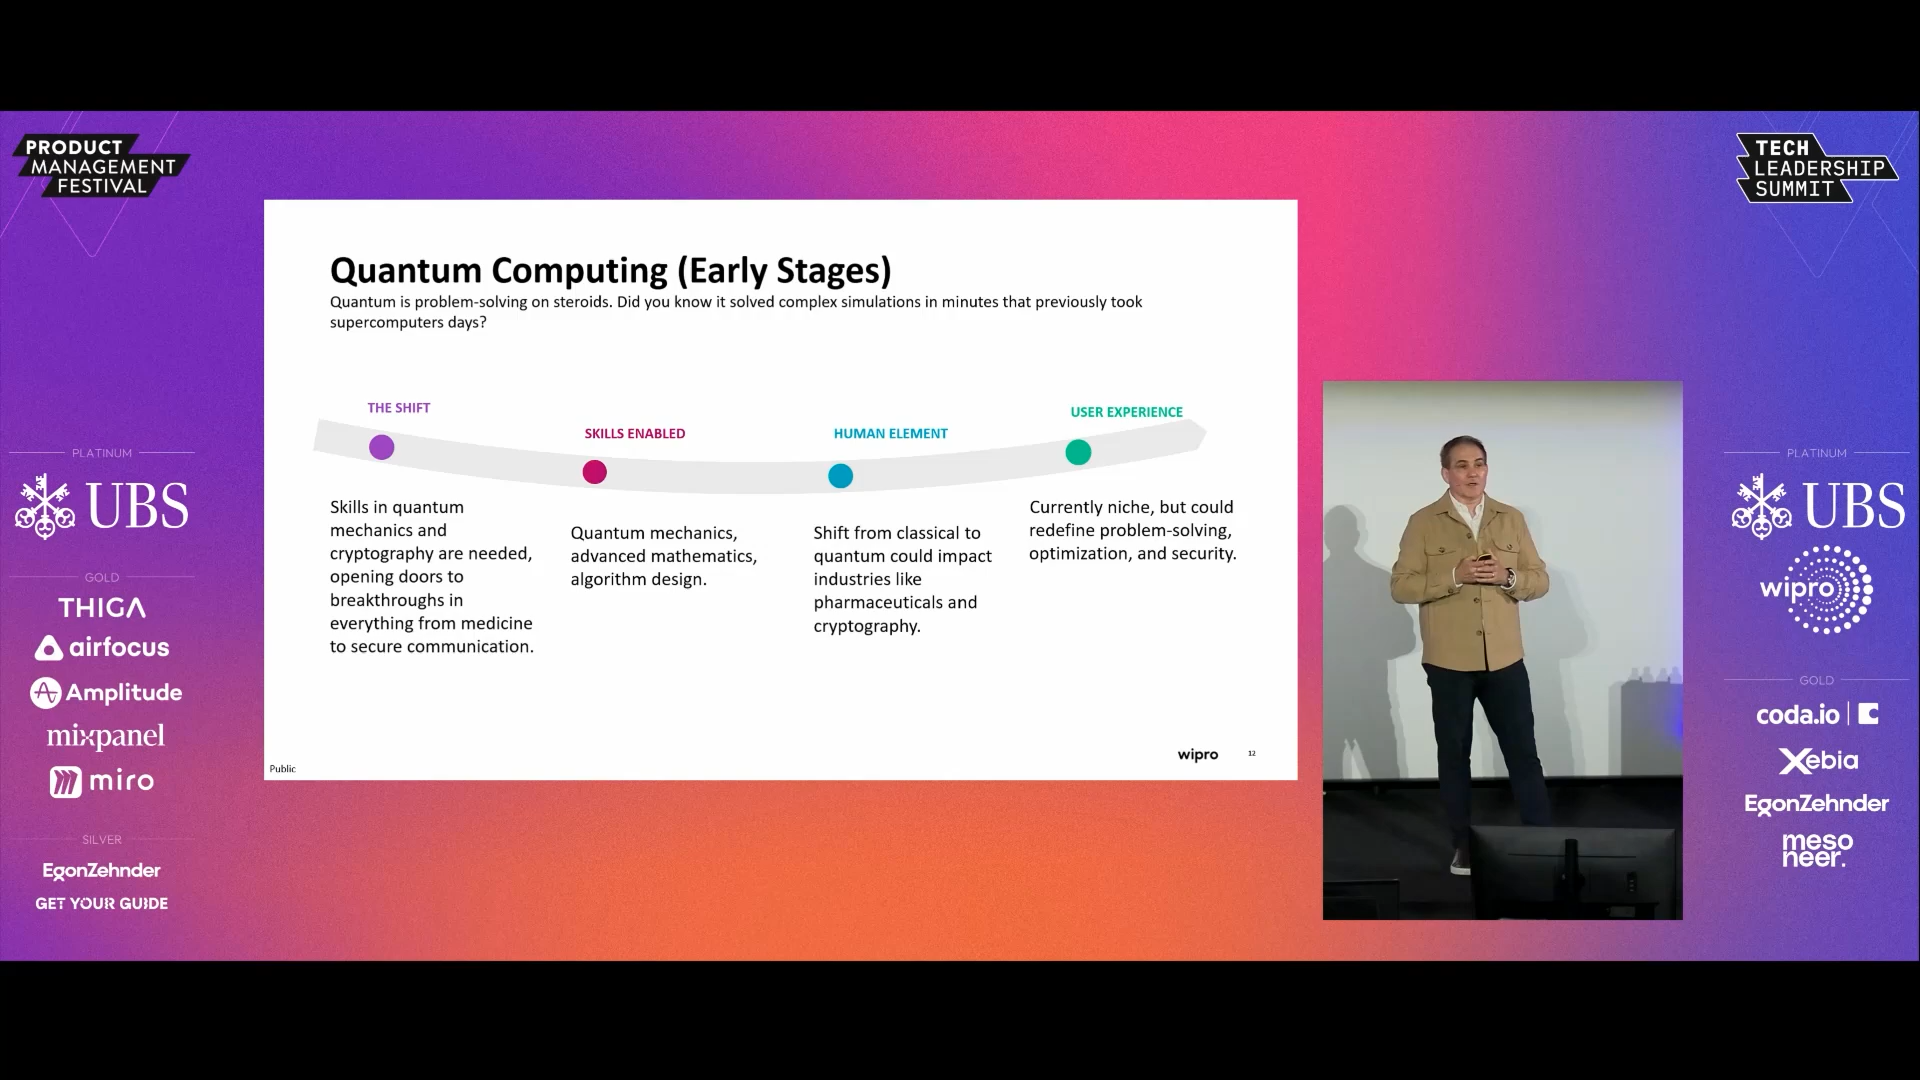 PRODUCT
MANAGEMENT
FESTIVAL
TECH
LEADERSHIP
SUMMIT
Quantum Computing (Early Stages)
Quantum is problem-solving on steroids. Did you know it solved complex simulations in minutes that previously took
supercomputers days?
THE SHIFT
Skills in quantum
mechanics and
cryptography are needed,
opening doors to
breakthroughs in
everything from medicine
to secure communication.
SKILLS ENABLED
Quantum mechanics,
advanced mathematics,
algorithm design.
HUMAN ELEMENT
Shift from classical to
quantum could impact
industries like
pharmaceuticals and
cryptography.
USER EXPERIENCE
Currently niche, but could
redefine problem-solving,
optimization, and security.
Public
wipro
12
PLATINUM
UBS
GOLD
THIGA
airfocus
Amplitude
mixpanel
miro
SILVER
EgonZehnder
GET YOUR GUIDE
PLATINUM
UBS
wipro
GOLD
coda.io
Xebia
EgonZehnder
meso
neer.